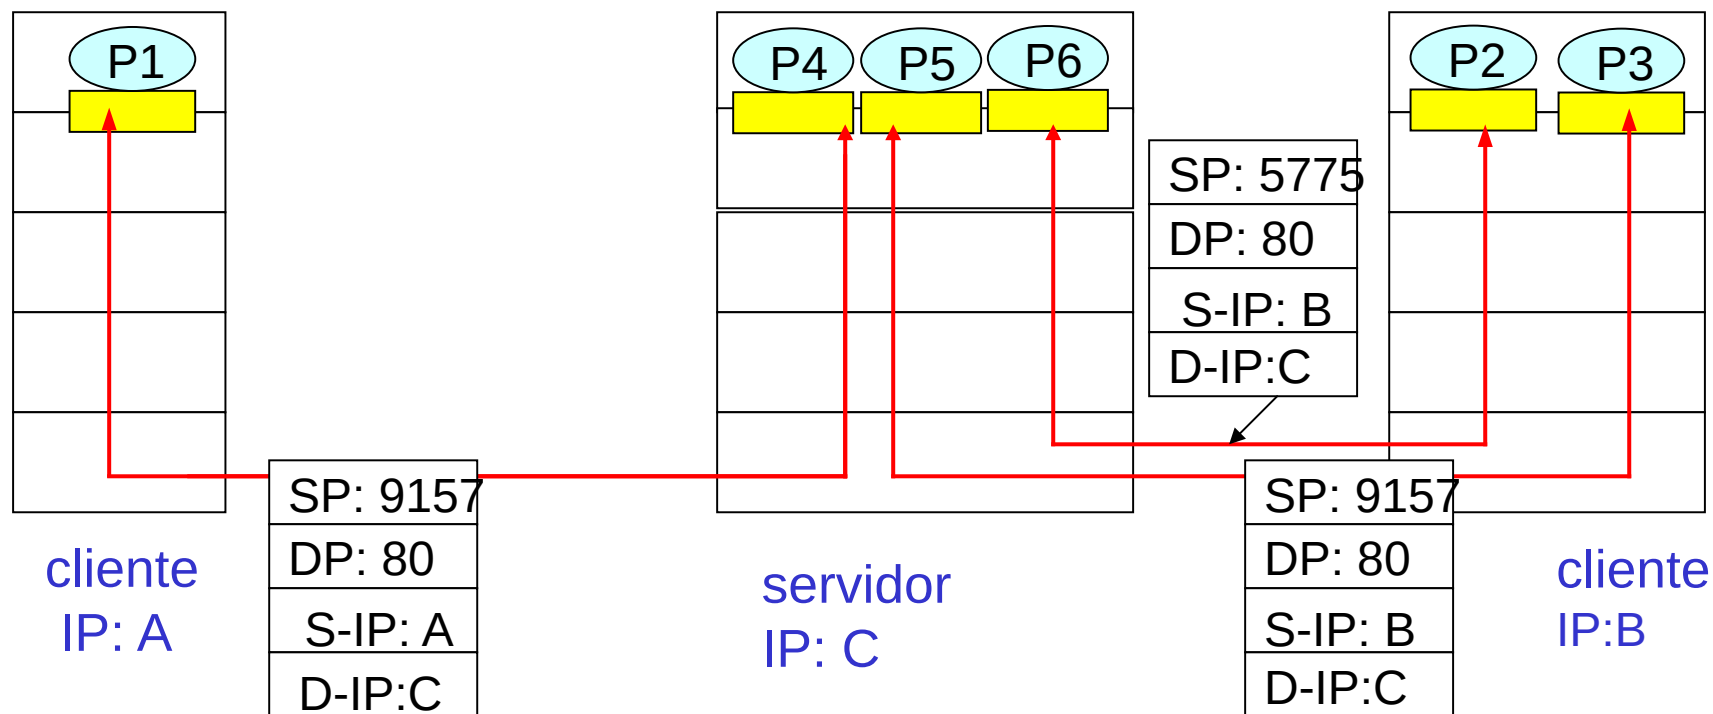 P1
P4
P5
P6
P2
P3
SP: 5775
DP: 80
S-IP: B
D-IP:C
SP: 9157
DP: 80
S-IP: A
D-IP:C
SP: 9157
DP: 80
S-IP: B
D-IP:C
cliente
IP: A
servidor
IP: C
cliente
IP:B